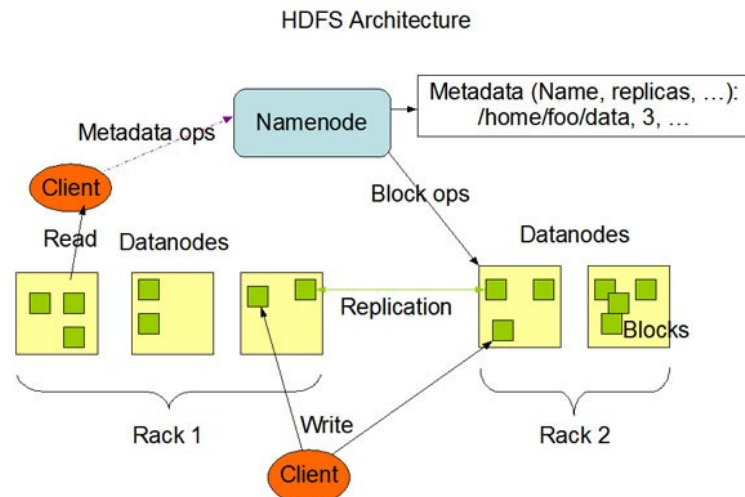 HDFS Architecture
Metadata (Name, replicas, …):
/home/foo/data, 3, …
Namenode
Metadata ops
Client
Block ops
Read
Datanodes
Datanodes
Replication
Blocks
Rack 1
Write
Rack 2
Client